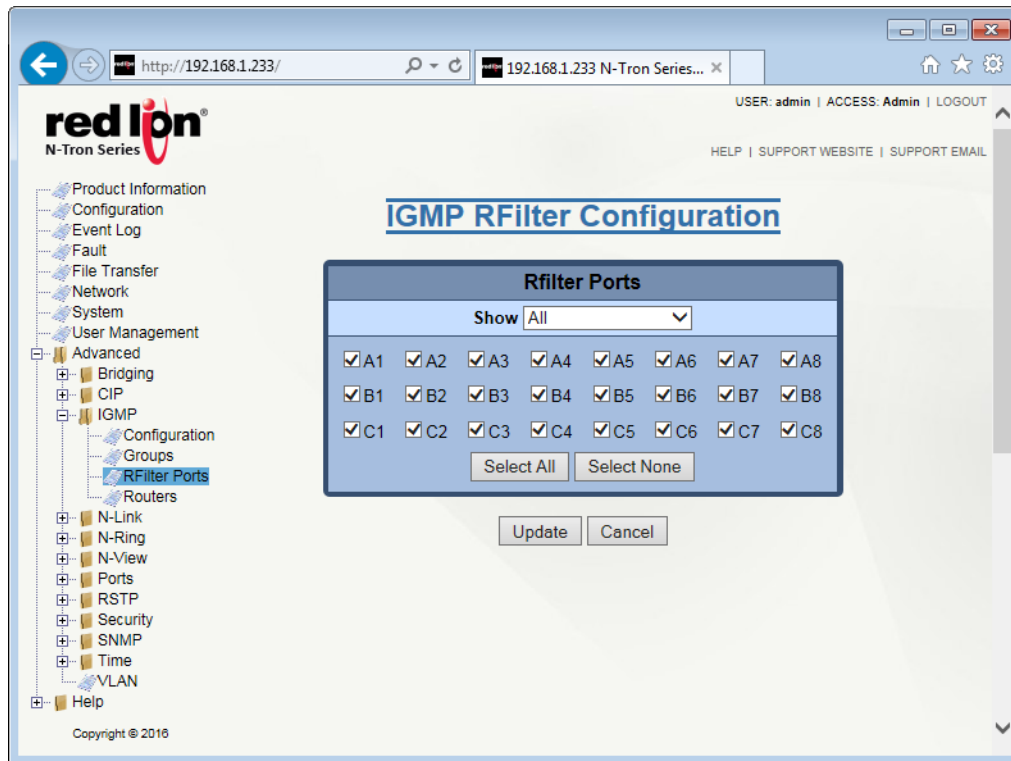 http://192.168.1.233/
192.168.1.233 N-Tron Series...
USER: admin | ACCESS: Admin | LOGOUT
red lion®
N-Tron Series
HELP | SUPPORT WEBSITE | SUPPORT EMAIL
Product Information
Configuration
Event Log
Fault
File Transfer
Network
System
User Management
Advanced
Bridging
CIP
IGMP
Configuration
Groups
RFilter Ports
Routers
N-Link
N-Ring
N-View
Ports
RSTP
Security
SNMP
Time
VLAN
Help
Copyright © 2016
IGMP RFilter Configuration
Rfilter Ports
Show All
A1 A2 A3 A4 A5 A6 A7 A8
B1 B2 B3 B4 B5 B6 B7 B8
C1 C2 C3 C4 C5 C6 C7 C8
Select All Select None
Update Cancel